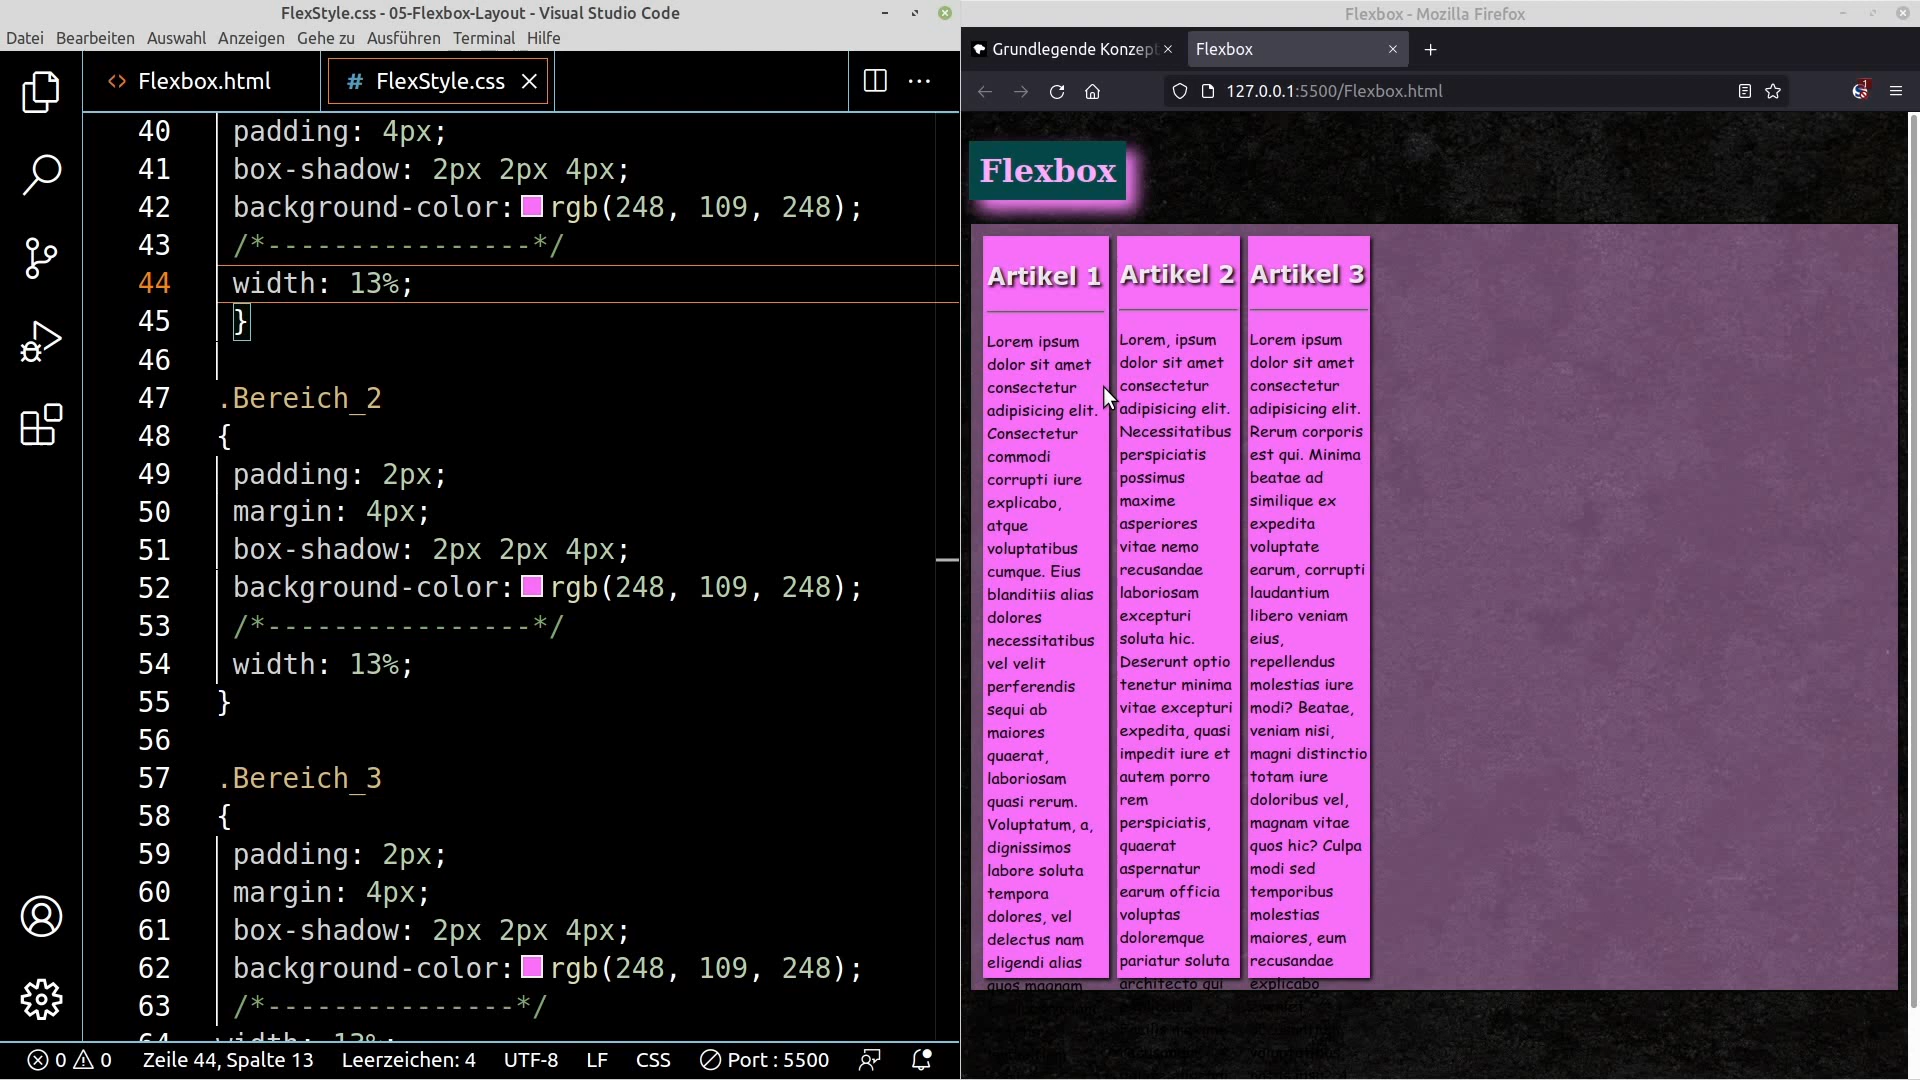 FlexStyle.css - 05-Flexbox-Layout - Visual Studio Code
Datei Bearbeiten Auswahl Anzeigen Gehe zu Ausführen Terminal Hilfe
<> Flexbox.html
# FlexStyle.css
40 padding: 4px;
41 box-shadow: 2px 2px 4px;
42 background-color: rgb(248, 109, 248);
43 /*----------------*/
44 width: 13%;
45 }
46
47 .Bereich_2
48 {
49 padding: 2px;
50 margin: 4px;
51 box-shadow: 2px 2px 4px;
52 background-color: rgb(248, 109, 248);
53 /*----------------*/
54 width: 13%;
55 }
56
57 .Bereich_3
58 {
59 padding: 2px;
60 margin: 4px;
61 box-shadow: 2px 2px 4px;
62 background-color: rgb(248, 109, 248);
63 /*---------------*/
64 width: 13%;
0 0 Zeile 44, Spalte 13 Leerzeichen: 4 UTF-8 LF CSS Port : 5500
Flexbox - Mozilla Firefox
Grundlegende Konzept
Flexbox
127.0.0.1:5500/Flexbox.html
1
Flexbox
Artikel 1
Lorem ipsum
dolor sit amet
consectetur
adipisicing elit.
Consectetur
commodi
corrupti iure
explicabo,
atque
voluptatibus
cumque. Eius
blanditiis alias
dolores
necessitatibus
vel velit
perferendis
sequi ab
maiores
quaerat,
laboriosam
quasi rerum.
Voluptatum, a,
dignissimos
labore soluta
tempora
dolores, vel
delectus nam
eligendi alias
quos magnam
Artikel 2
Lorem, ipsum
dolor sit amet
consectetur
adipisicing elit.
Necessitatibus
perspiciatis
possimus
maxime
asperiores
vitae nemo
recusandae
laboriosam
excepturi
soluta hic.
Deserunt optio
tenetur minima
vitae excepturi
expedita, quasi
impedit iure et
autem porro
rem
perspiciatis,
quaerat
aspernatur
earum officia
voluptas
doloremque
pariatur soluta
architecto qui
Artikel 3
Lorem ipsum
dolor sit amet
consectetur
adipisicing elit.
Rerum corporis
est qui. Minima
beatae ad
similique ex
expedita
voluptate
earum, corrupti
laudantium
libero veniam
eius,
repellendus
molestias iure
modi? Beatae,
veniam nisi,
magni distinctio
totam iure
doloribus vel,
magnam vitae
quos hic? Culpa
modi sed
temporibus
molestias
maiores, eum
recusandae
explicabo